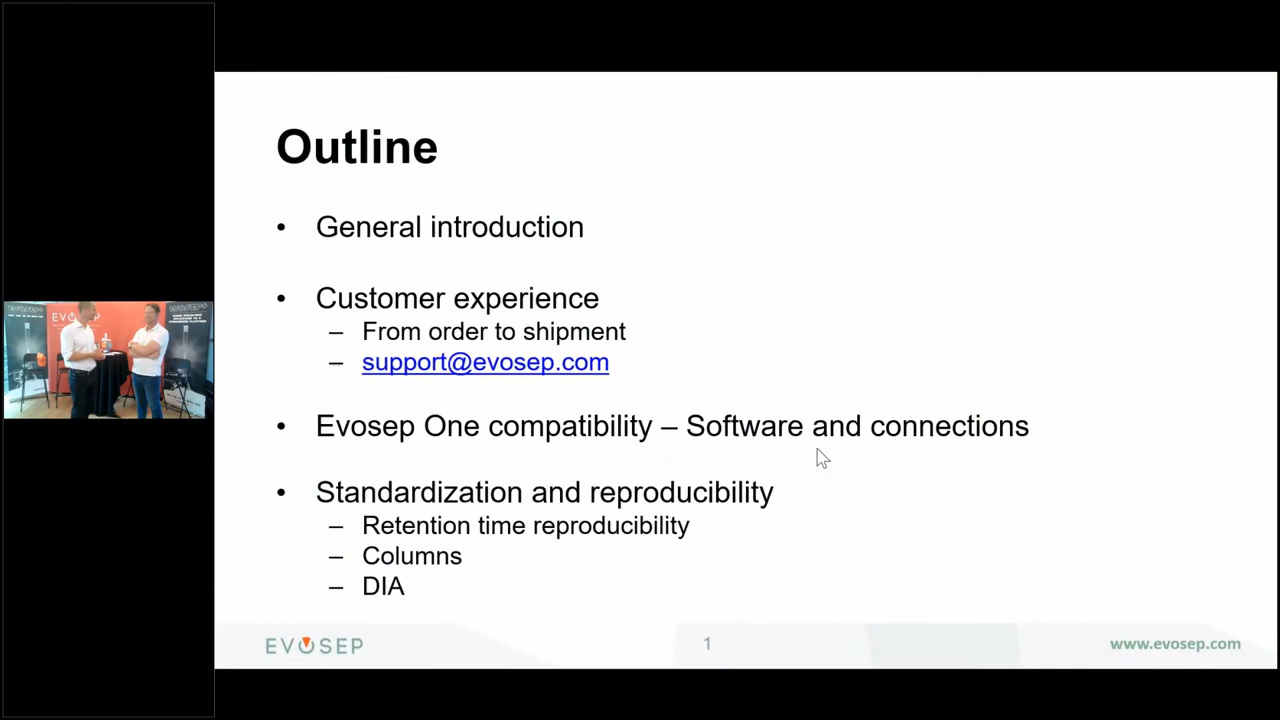 Outline
• General introduction
• Customer experience
– From order to shipment
– support@evosep.com
• Evosep One compatibility – Software and connections
• Standardization and reproducibility
– Retention time reproducibility
– Columns
– DIA
EVOSEP
1
www.evosep.com